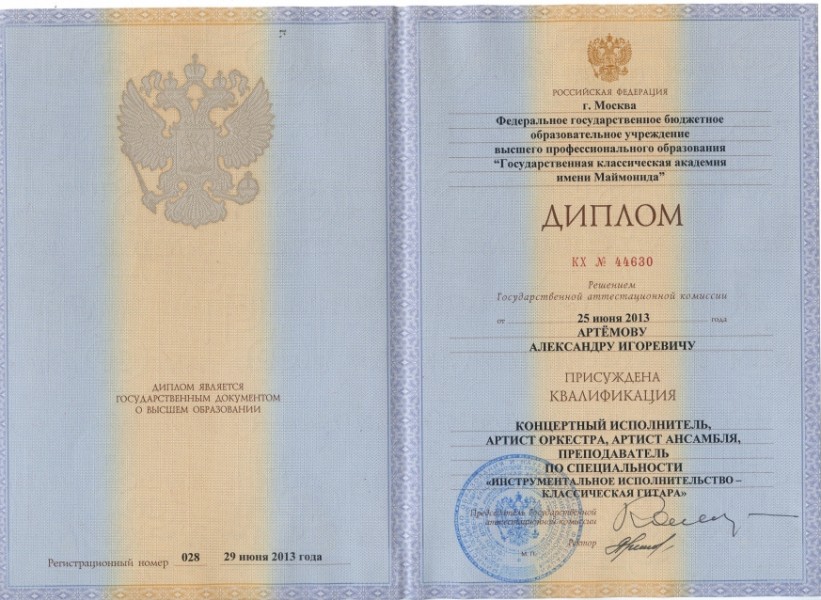 ДИПЛОМ ЯВЛЯЕТСЯ
ГОСУДАРСТВЕННЫМ ДОКУМЕНТОМ
О ВЫСШЕМ ОБРАЗОВАНИИ
Регистрационный номер 028 29 июня 2013 года
РОССИЙСКАЯ ФЕДЕРАЦИЯ
г. Москва
Федеральное государственное бюджетное
образовательное учреждение
высшего профессионального образования
“Государственная классическая академия
имени Маймонида”
ДИПЛОМ
КХ № 44630
Решением
Государственной аттестационной комиссии
от 25 июня 2013 года
АРТЁМОВУ
АЛЕКСАНДРУ ИГОРЕВИЧУ
ПРИСУЖДЕНА
КВАЛИФИКАЦИЯ
КОНЦЕРТНЫЙ ИСПОЛНИТЕЛЬ,
АРТИСТ ОРКЕСТРА, АРТИСТ АНСАМБЛЯ,
ПРЕПОДАВАТЕЛЬ
ПО СПЕЦИАЛЬНОСТИ
«ИНСТРУМЕНТАЛЬНОЕ ИСПОЛНИТЕЛЬСТВО –
КЛАССИЧЕСКАЯ ГИТАРА»
Председатель Государственной
аттестационной комиссии
Ректор
М.П.